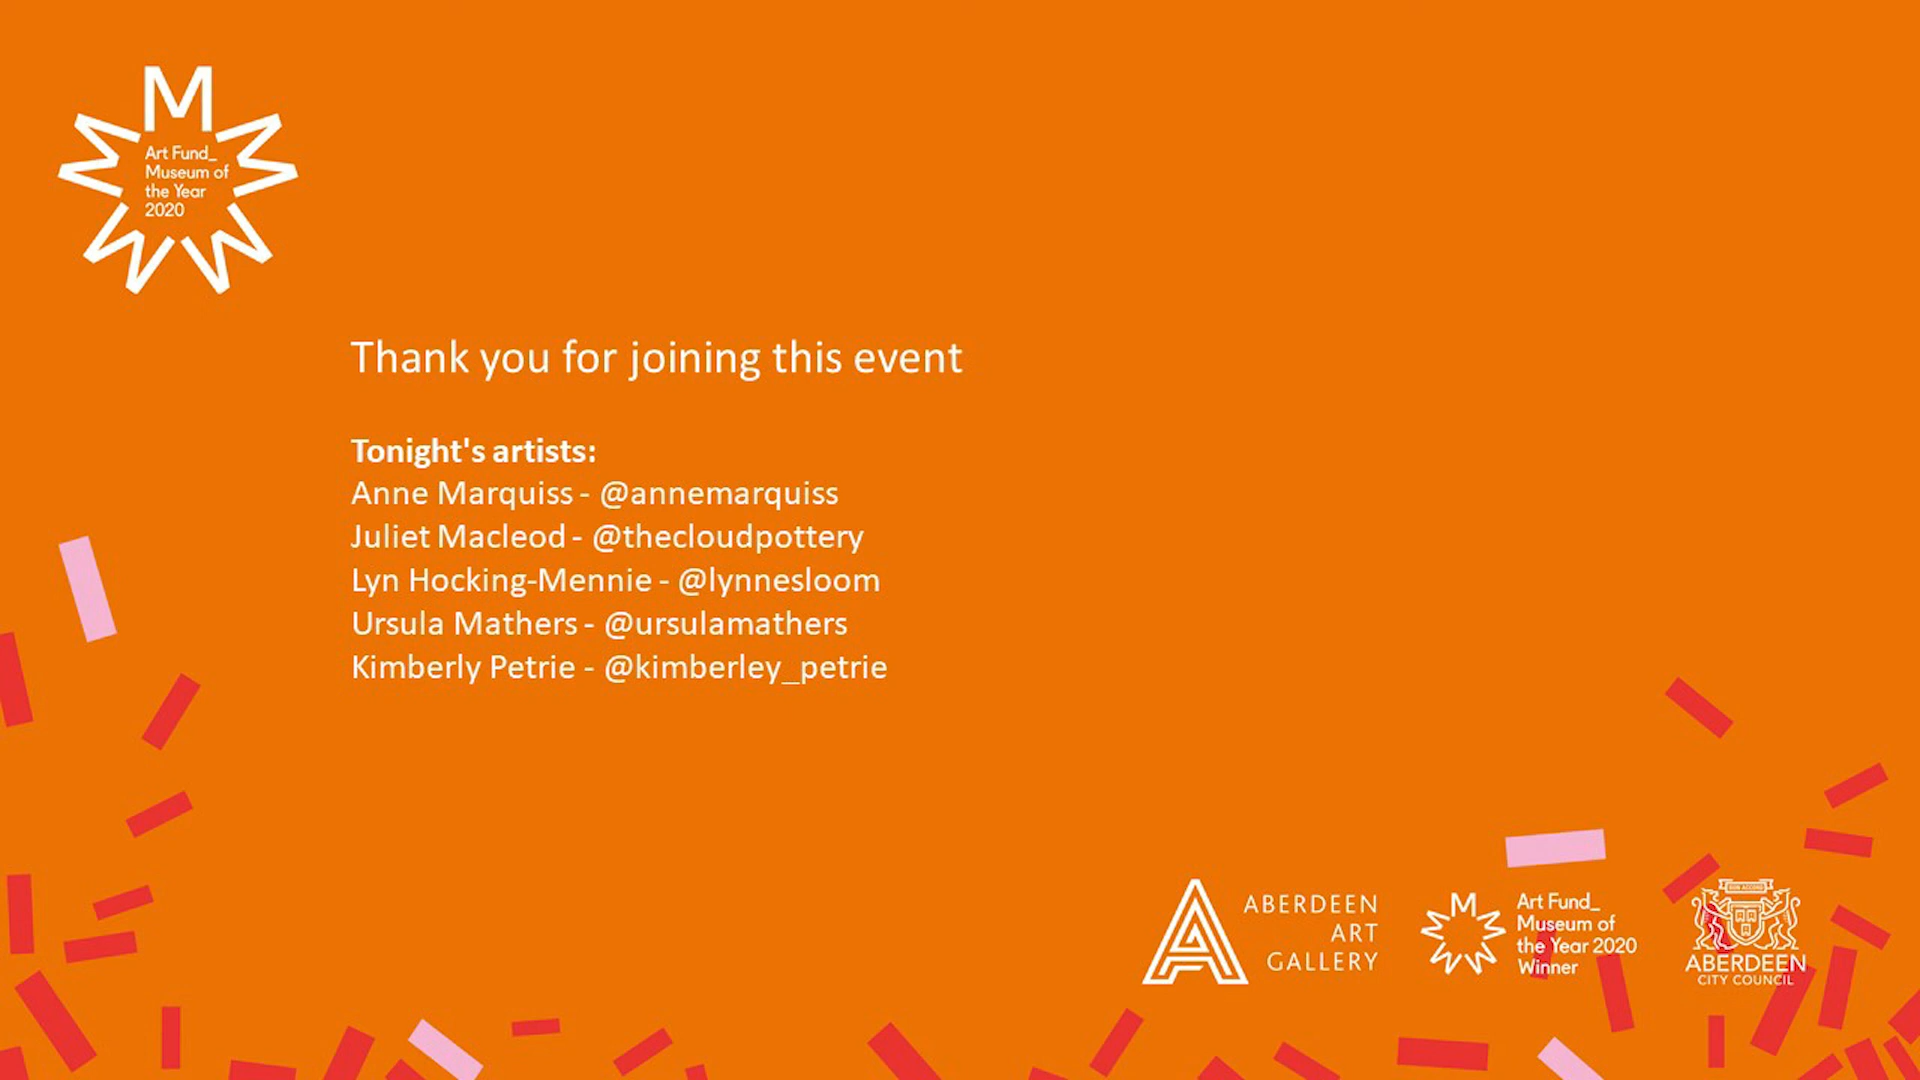 M
Art Fund_
Museum of
the Year
2020
Thank you for joining this event
Tonight's artists:
Anne Marquiss - @annemarquiss
Juliet Macleod - @thecloudpottery
Lyn Hocking-Mennie - @lynnesloom
Ursula Mathers - @ursulamathers
Kimberly Petrie - @kimberley_petrie
A
ABERDEEN
ART
GALLERY
M
Art Fund_
Museum of
the Year 2020
Winner
BON ACCORD
ABERDEEN
CITY COUNCIL